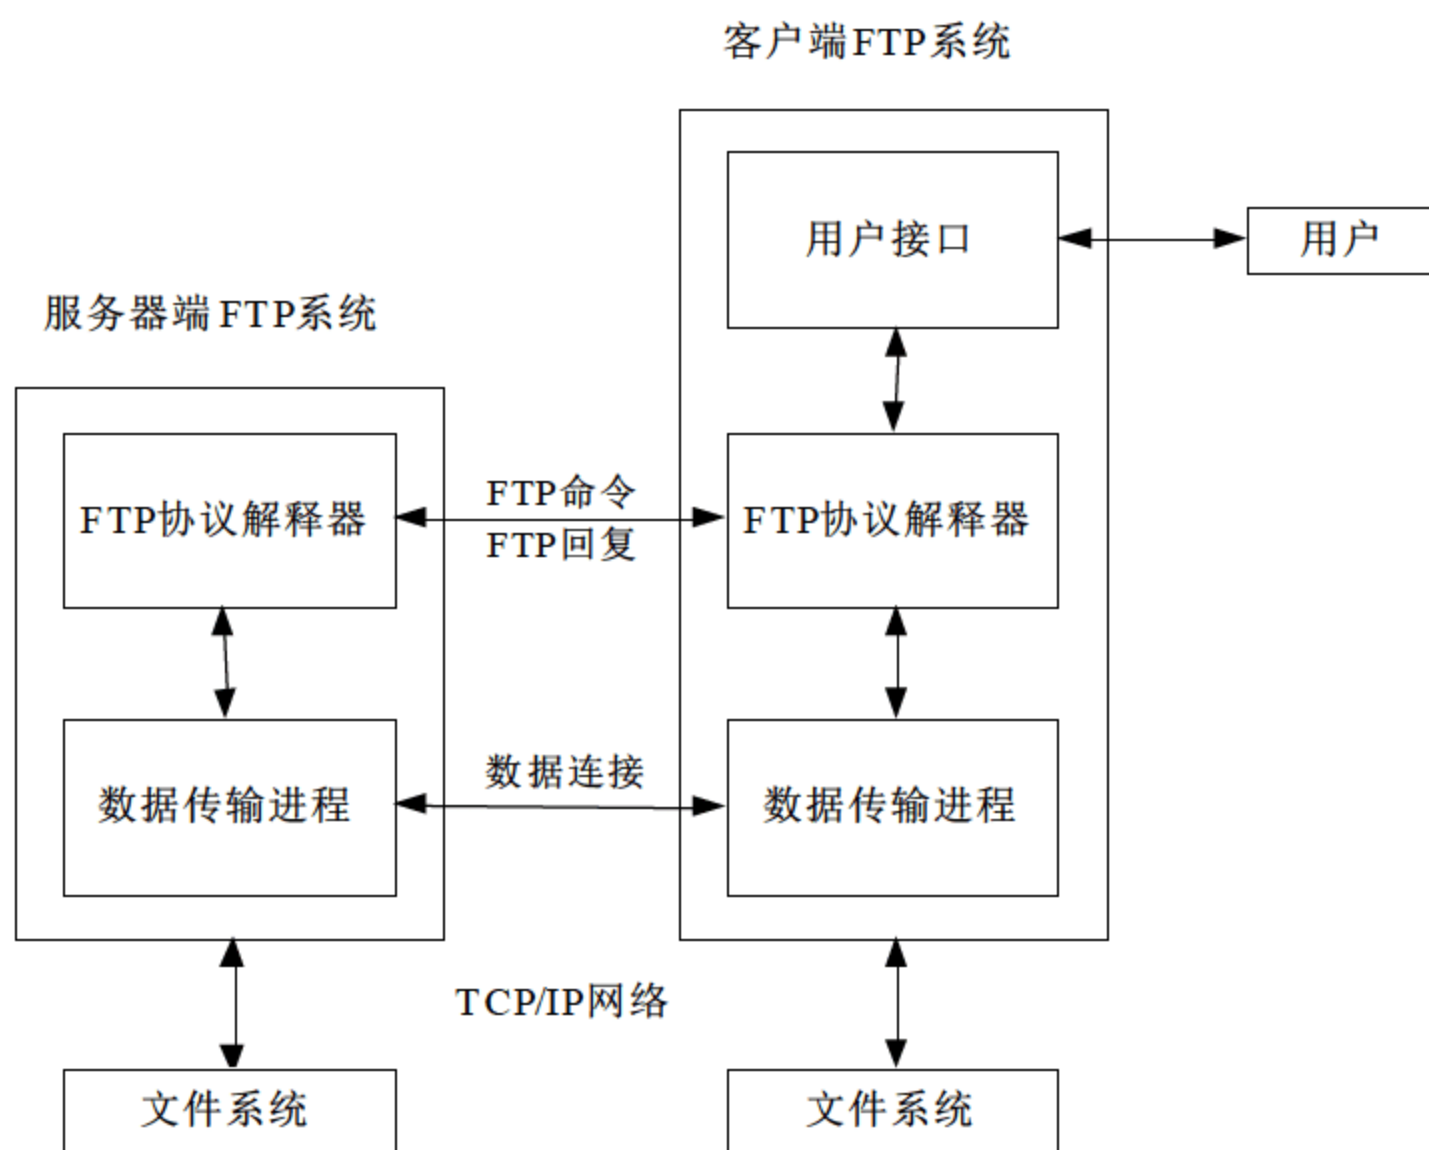 客户端FTP系统
用户接口
用户
服务器端FTP系统
FTP协议解释器
FTP命令
FTP回复
FTP协议解释器
数据传输进程
数据连接
数据传输进程
TCP/IP网络
文件系统
文件系统